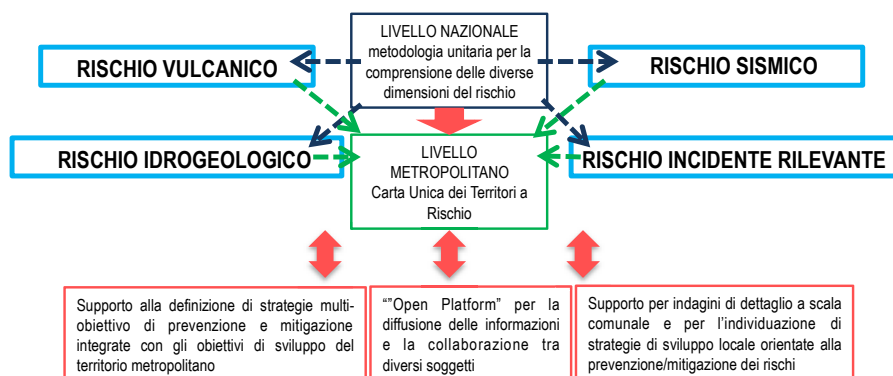 LIVELLO NAZIONALE
metodologia unitaria per la
comprensione delle diverse
dimensioni del rischio
RISCHIO VULCANICO
RISCHIO SISMICO
RISCHIO IDROGEOLOGICO
LIVELLO
METROPOLITANO
Carta Unica dei Territori a
Rischio
RISCHIO INCIDENTE RILEVANTE
Supporto alla definizione di strategie multi-
obiettivo di prevenzione e mitigazione
integrate con gli obiettivi di sviluppo del
territorio metropolitano
“”Open Platform” per la
diffusione delle informazioni
e la collaborazione tra
diversi soggetti
Supporto per indagini di dettaglio a scala
comunale e per l’individuazione di
strategie di sviluppo locale orientate alla
prevenzione/mitigazione dei rischi